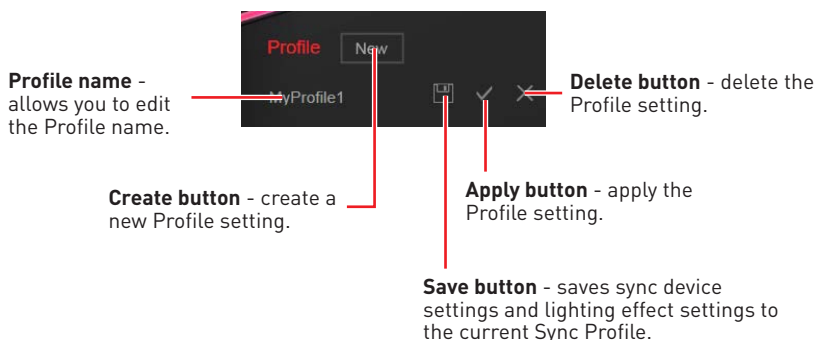 Profile New
MyProfile1
Profile name -
allows you to edit
the Profile name.
Delete button - delete the
Profile setting.
Create button - create a
new Profile setting.
Apply button - apply the
Profile setting.
Save button - saves sync device
settings and lighting effect settings to
the current Sync Profile.